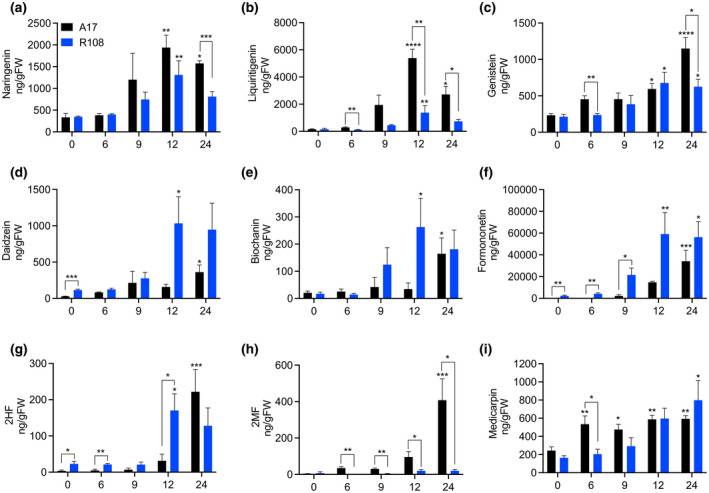 (a)
Naringenin
ng/gFW
2500
2000
1500
1000
500
0
A17
R108
**
**
*
***
0 6 9 12 24
(b)
Liquiritigenin
ng/gFW
8000
6000
4000
2000
0
**
**
****
**
*
*
0 6 9 12 24
(c)
Genistein
ng/gFW
1500
1000
500
0
**
*
*
*
****
*
0 6 9 12 24
(d)
Daidzein
ng/gFW
1500
1000
500
0
***
*
*
0 6 9 12 24
(e)
Biochanin
ng/gFW
400
300
200
100
0
*
*
0 6 9 12 24
(f)
Formononetin
ng/gFW
100000
80000
60000
40000
20000
0
**
**
*
**
***
*
0 6 9 12 24
(g)
2HF
ng/gFW
300
200
100
0
*
**
*
*
***
0 6 9 12 24
(h)
2MF
ng/gFW
600
400
200
0
**
**
*
***
*
0 6 9 12 24
(i)
Medicarpin
ng/gFW
1500
1000
500
0
**
*
*
**
**
*
0 6 9 12 24